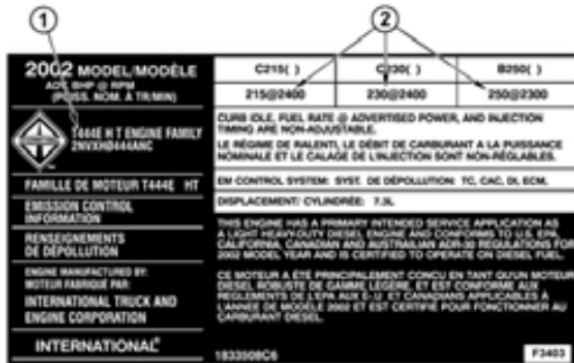 1
2
2002 MODEL/MODÈLE
ADV. BHP @ RPM
(PUISS. NOM. À TR/MIN)
C215( ) C230( ) B250( )
215@2400 230@2400 250@2300
T444E H T ENGINE FAMILY
2NVXH0444ANC
CURB IDLE, FUEL RATE @ ADVERTISED POWER, AND INJECTION
TIMING ARE NON-ADJUSTABLE.
LE RÉGIME DE RALENTI, LE DÉBIT DE CARBURANT A LA PUISSANCE
NOMINALE ET LE CALAGE DE L'INJECTION SONT NON-RÉGLABLES.
FAMILLE DE MOTEUR T444E HT
EM CONTROL SYSTEM: SYST. DE DÉPOLLUTION: TC, CAC, DI, ECM,
DISPLACEMENT/ CYLINDRÉE: 7.3L
EMISSION CONTROL
INFORMATION
RENSEIGNEMENTS
DE DÉPOLLUTION
THIS ENGINE HAS A PRIMARY INTENDED SERVICE APPLICATION AS
A LIGHT HEAVY-DUTY DIESEL ENGINE AND CONFORMS TO U.S. EPA,
CALIFORNIA, CANADIAN AND AUSTRAILIAN ADR-30 REGULATIONS FOR
2002 MODEL YEAR AND IS CERTIFIED TO OPERATE ON DIESEL FUEL.
ENGINE MANUFACTURED BY:
MOTEUR FABRIQUÉ PAR:
INTERNATIONAL TRUCK AND
ENGINE CORPORATION
CE MOTEUR A ÉTÉ PRINCIPALEMENT CONCU EN TANT QU'UN MOTEUR
DIESEL ROBUSTE DE GAMME LÉGERE, ET EST CONFORME AUX
REGLEMENTS DE L'EPA AUX É.-U ET CANADIANS APPLICABLES À
L'ANNEE DE MODÈLE 2002 ET EST CERTIFIÉ POUR FONCTIONNER AU
CARBURANT DIESEL.
INTERNATIONAL®
1833508C6
F3403